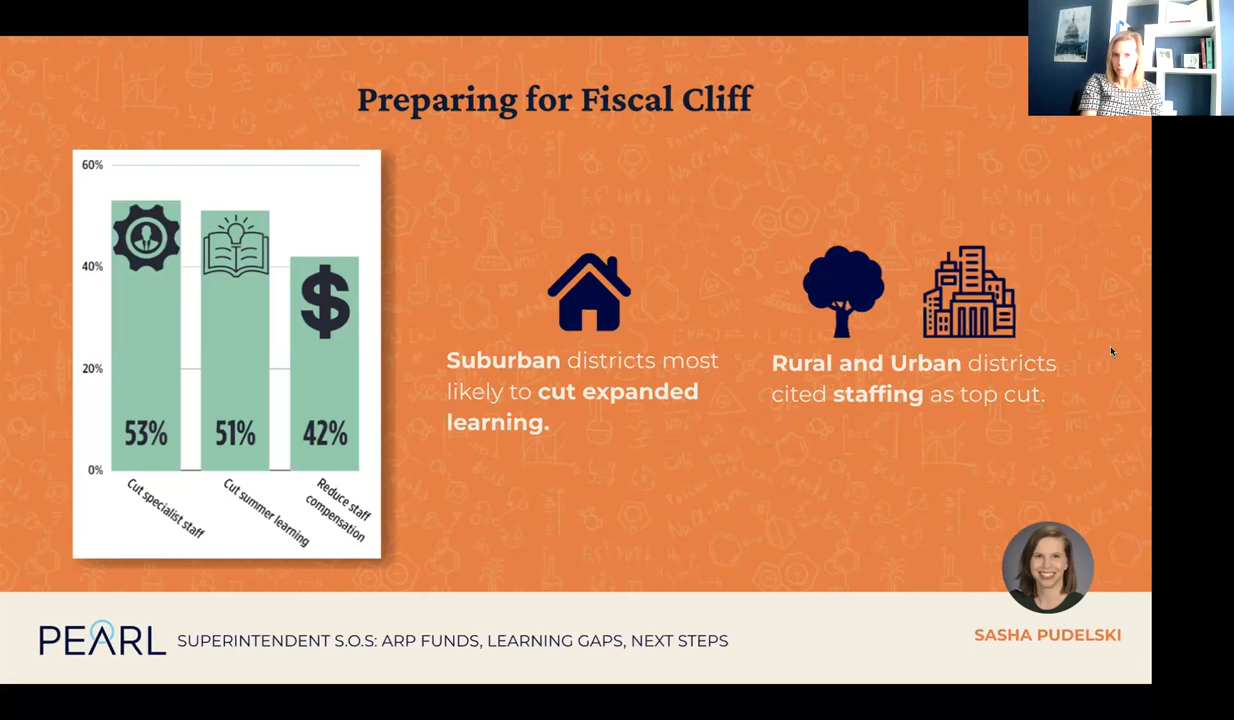 Preparing for Fiscal Cliff
60%
40%
20%
0%
53%
51%
42%
Cut specialist staff
Cut summer learning
Reduce staff
compensation
Suburban districts most
likely to cut expanded
learning.
Rural and Urban districts
cited staffing as top cut.
PEARL
SUPERINTENDENT S.O.S: ARP FUNDS, LEARNING GAPS, NEXT STEPS
SASHA PUDELSKI